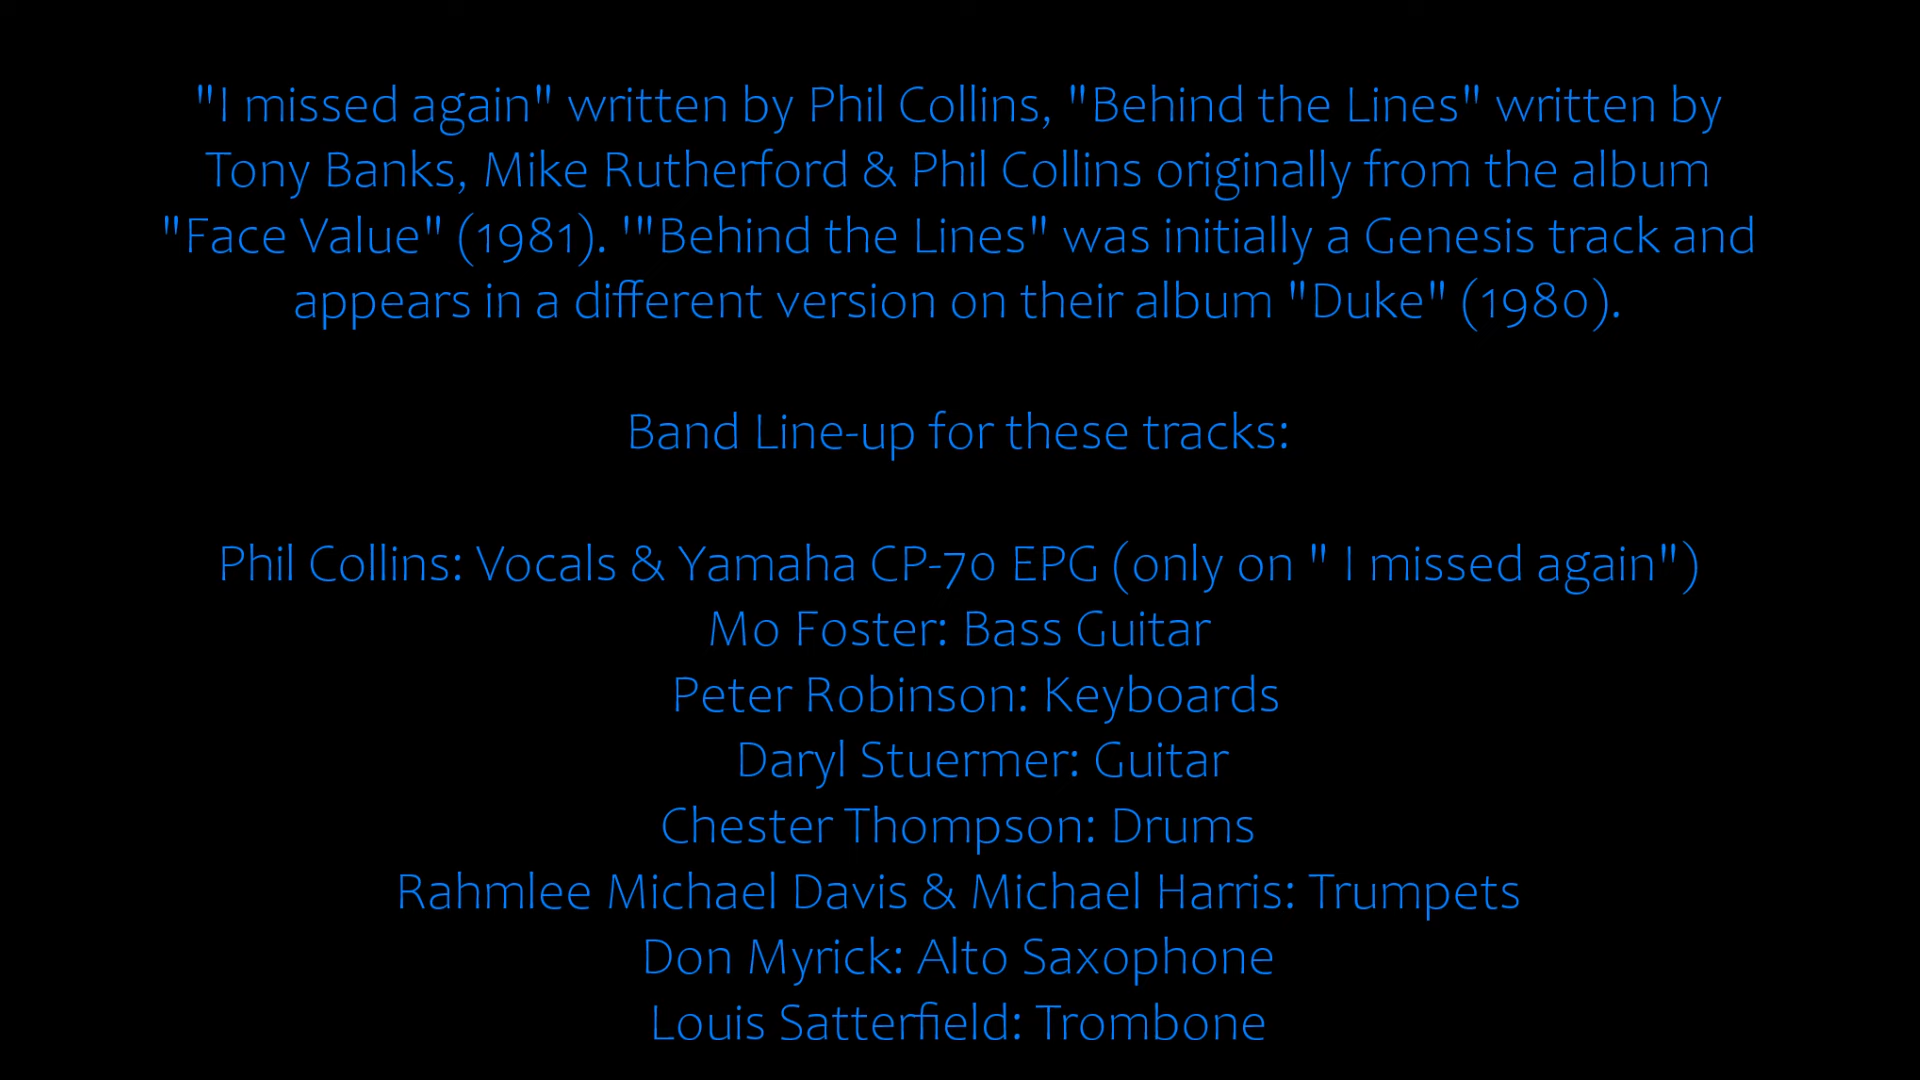 "I missed again" written by Phil Collins, "Behind the Lines" written by
Tony Banks, Mike Rutherford & Phil Collins originally from the album
"Face Value" (1981). '"Behind the Lines" was initially a Genesis track and
appears in a different version on their album "Duke" (1980).
Band Line-up for these tracks:
Phil Collins: Vocals & Yamaha CP-70 EPG (only on " I missed again")
Mo Foster: Bass Guitar
Peter Robinson: Keyboards
Daryl Stuermer: Guitar
Chester Thompson: Drums
Rahmlee Michael Davis & Michael Harris: Trumpets
Don Myrick: Alto Saxophone
Louis Satterfield: Trombone